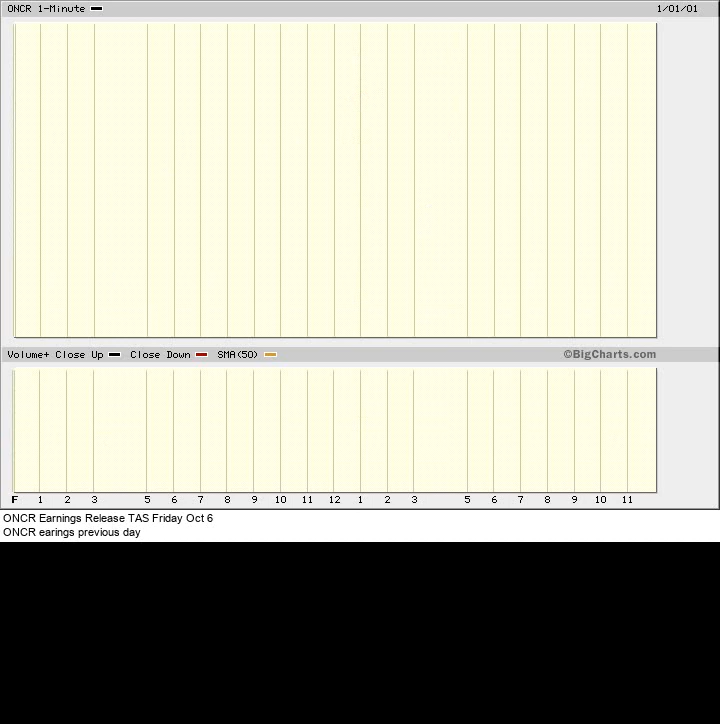 ONCR 1-Minute 1/01/01
Volume+ Close Up Close Down SMA(50) ©BigCharts.com
F 1 2 3 5 6 7 8 9 10 11 12 1 2 3 5 6 7 8 9 10 11
ONCR Earnings Release TAS Friday Oct 6
ONCR earings previous day